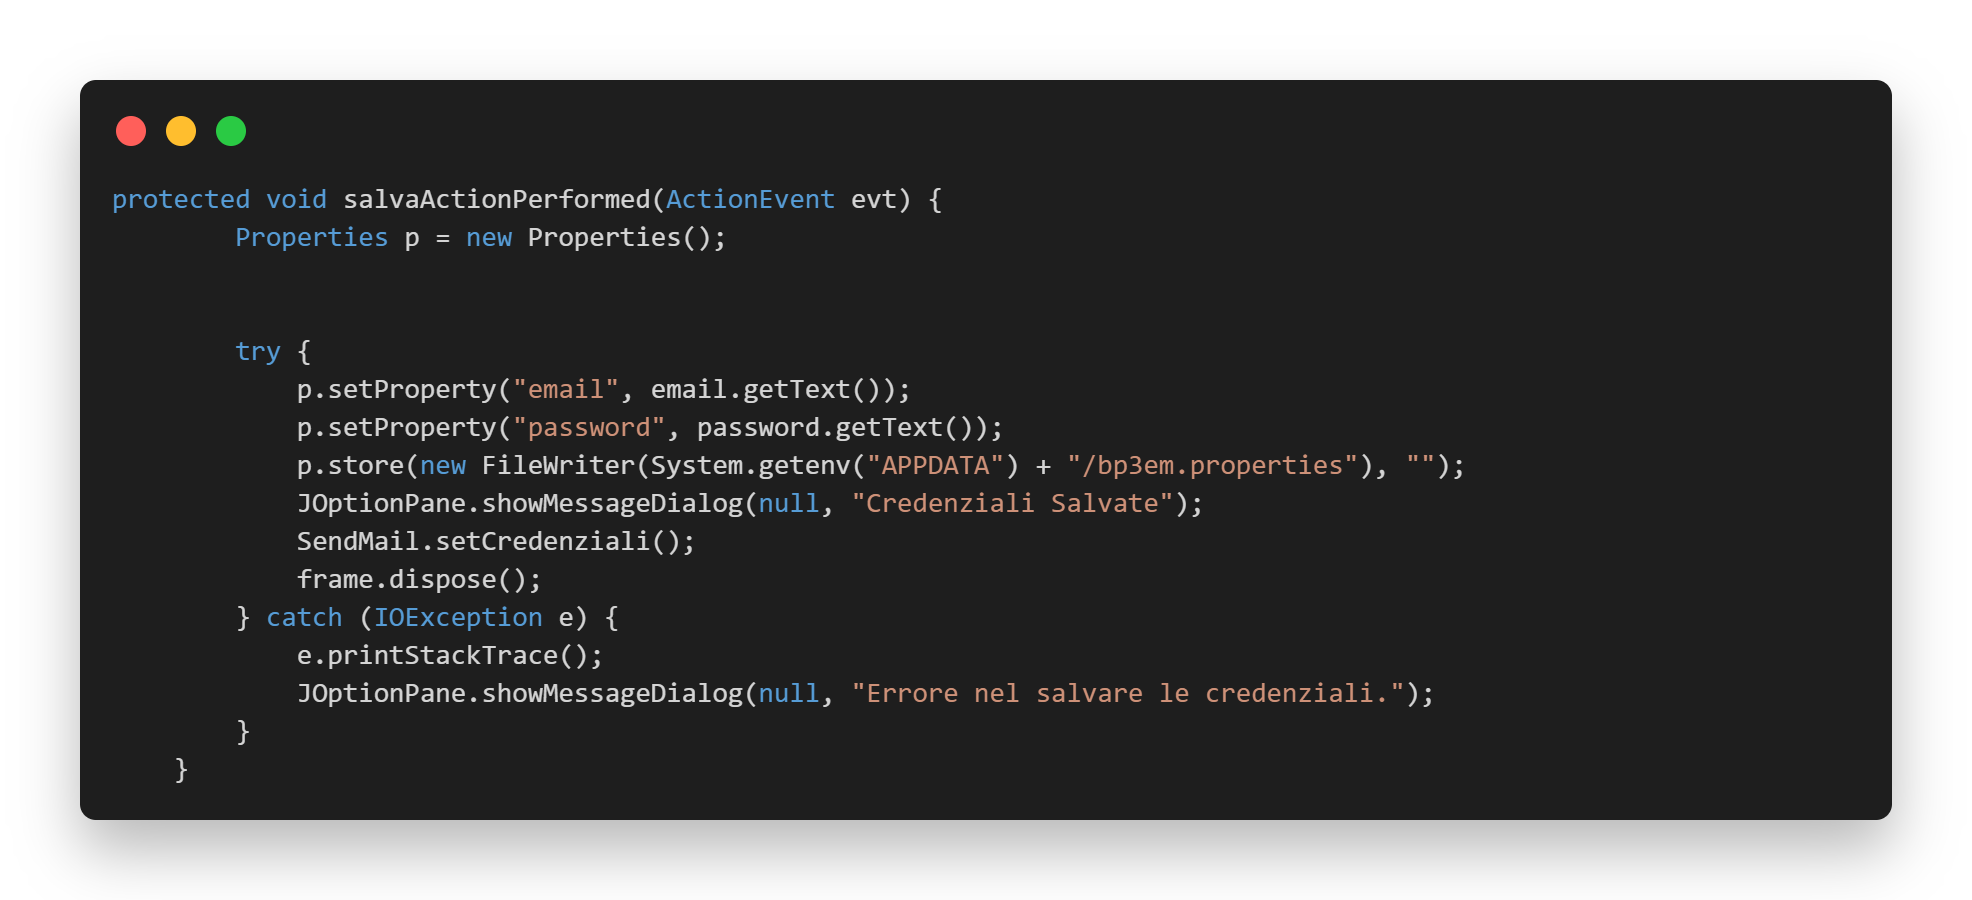 protected void salvaActionPerformed(ActionEvent evt) {
        Properties p = new Properties();
        try {
            p.setProperty("email", email.getText());
            p.setProperty("password", password.getText());
            p.store(new FileWriter(System.getenv("APPDATA") + "/bp3em.properties"), "");
            JOptionPane.showMessageDialog(null, "Credenziali Salvate");
            SendMail.setCredenziali();
            frame.dispose();
        } catch (IOException e) {
            e.printStackTrace();
            JOptionPane.showMessageDialog(null, "Errore nel salvare le credenziali.");
        }
    }